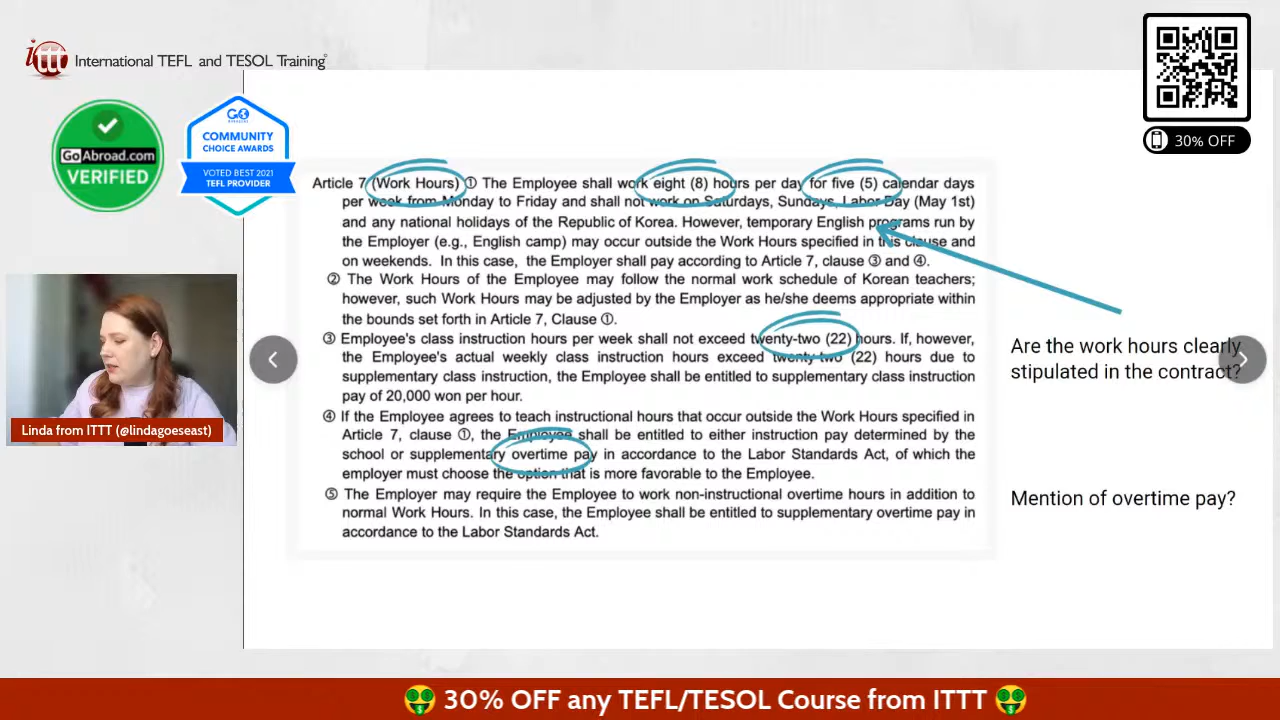 ittt International TEFL and TESOL Training
30% OFF
GoAbroad.com
VERIFIED
GO
COMMUNITY
CHOICE AWARDS
VOTED BEST 2021
TEFL PROVIDER
Linda from ITTT (@lindagoeseast)
Article 7 (Work Hours) ① The Employee shall work eight (8) hours per day for five (5) calendar days
per week from Monday to Friday and shall not work on Saturdays, Sundays, Labor Day (May 1st)
and any national holidays of the Republic of Korea. However, temporary English programs run by
the Employer (e.g., English camp) may occur outside the Work Hours specified in this clause and
on weekends. In this case, the Employer shall pay according to Article 7, clause ③ and ④.
② The Work Hours of the Employee may follow the normal work schedule of Korean teachers;
however, such Work Hours may be adjusted by the Employer as he/she deems appropriate within
the bounds set forth in Article 7, Clause ①.
③ Employee's class instruction hours per week shall not exceed twenty-two (22) hours. If, however,
the Employee's actual weekly class instruction hours exceed twenty-two (22) hours due to
supplementary class instruction, the Employee shall be entitled to supplementary class instruction
pay of 20,000 won per hour.
④ If the Employee agrees to teach instructional hours that occur outside the Work Hours specified in
Article 7, clause ①, the Employee shall be entitled to either instruction pay determined by the
school or supplementary overtime pay in accordance to the Labor Standards Act, of which the
employer must choose the option that is more favorable to the Employee.
⑤ The Employer may require the Employee to work non-instructional overtime hours in addition to
normal Work Hours. In this case, the Employee shall be entitled to supplementary overtime pay in
accordance to the Labor Standards Act.
Are the work hours clearly
stipulated in the contract?
Mention of overtime pay?
30% OFF any TEFL/TESOL Course from ITTT